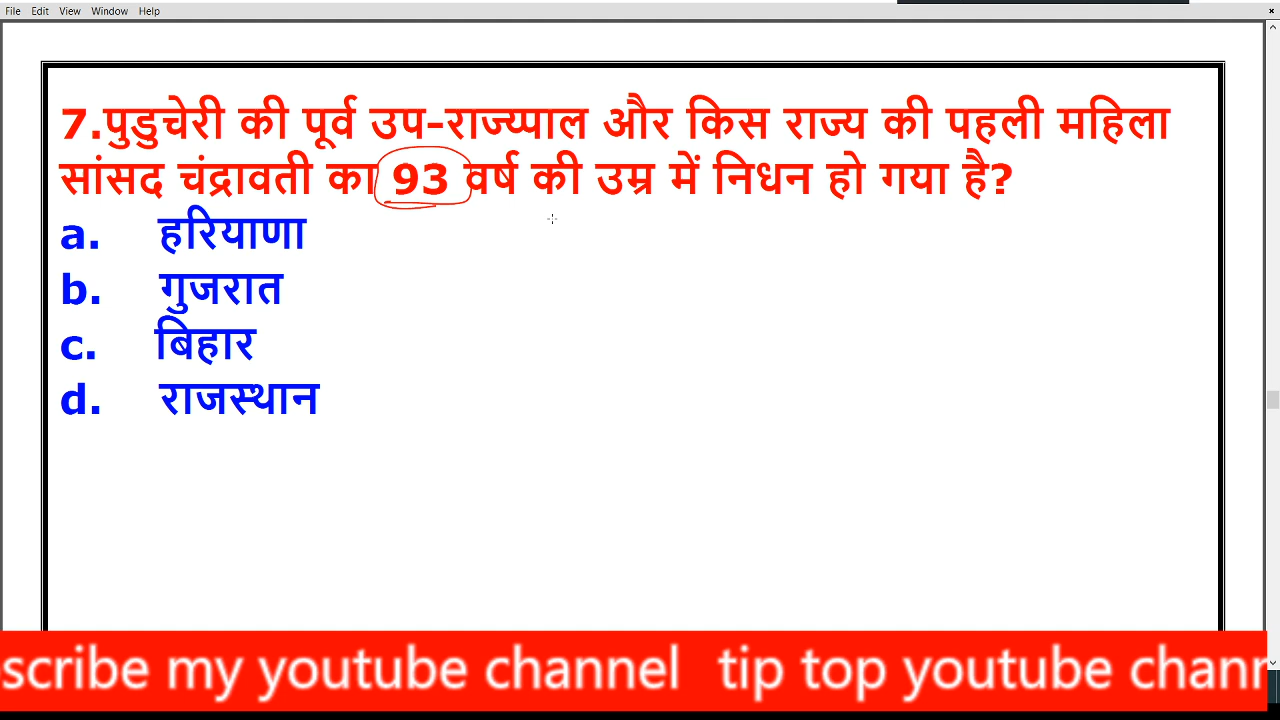 File Edit View Window Help
7.पुडुचेरी की पूर्व उप-राज्य्पाल और किस राज्य की पहली महिला
सांसद चंद्रावती का 93 वर्ष की उम्र में निधन हो गया है?
a. हरियाणा
b. गुजरात
c. बिहार
d. राजस्थान
scribe my youtube channel tip top youtube chann